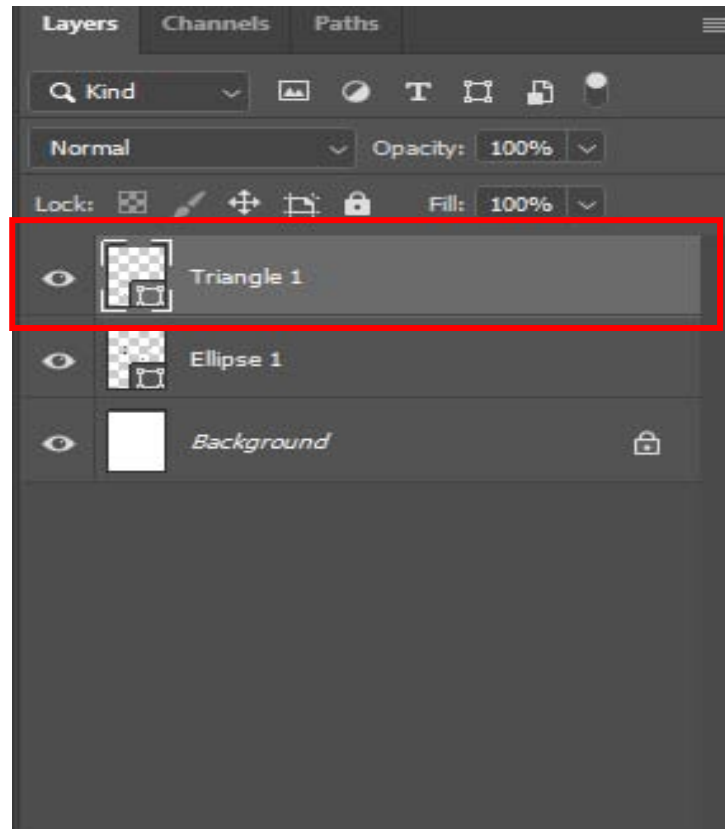 Layers Channels Paths
Kind
Normal Opacity: 100%
Lock: Fill: 100%
Triangle 1
Ellipse 1
Background